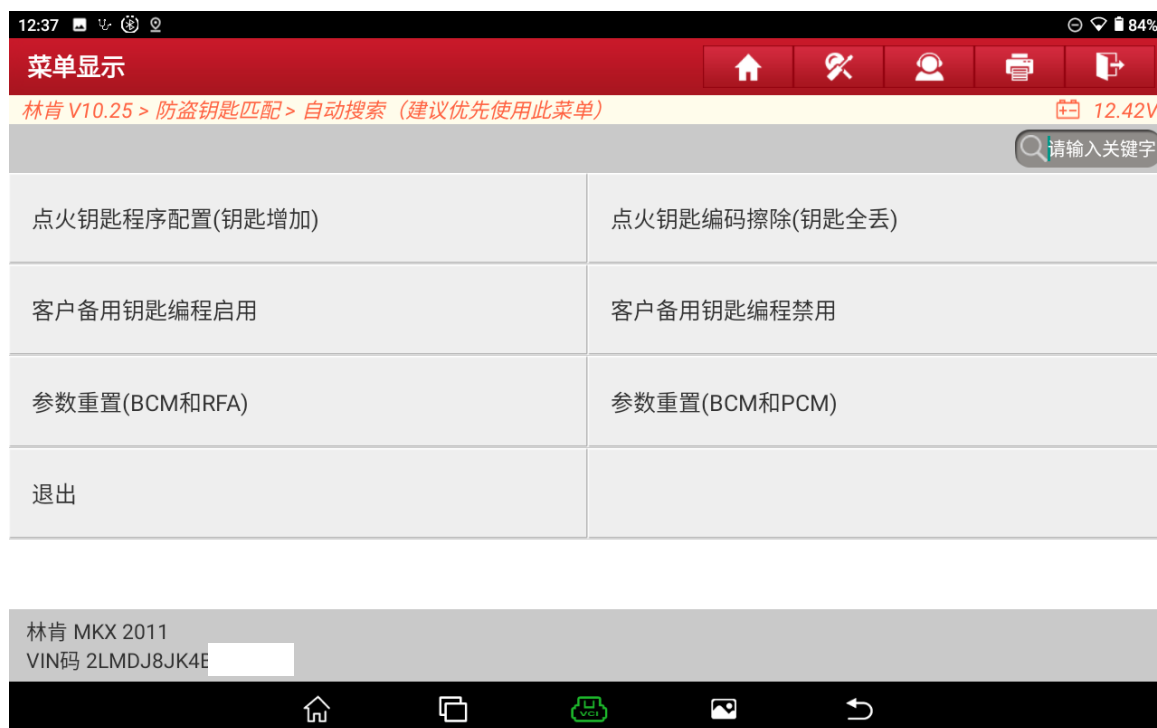 12:37 84%
菜单显示
林肯 V10.25 > 防盗钥匙匹配 > 自动搜索（建议优先使用此菜单） 12.42V
请输入关键字
点火钥匙程序配置(钥匙增加) 点火钥匙编码擦除(钥匙全丢)
客户备用钥匙编程启用 客户备用钥匙编程禁用
参数重置(BCM和RFA) 参数重置(BCM和PCM)
退出
林肯 MKX 2011
VIN码 2LMDJ8JK4
VCI